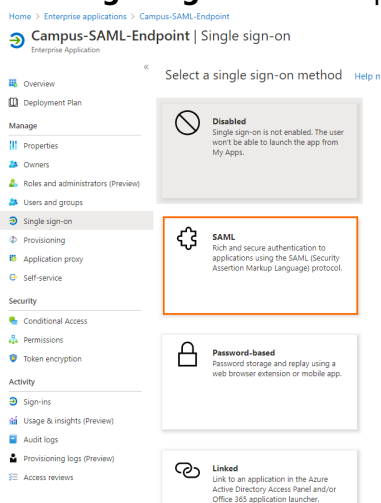 Home > Enterprise applications > Campus-SAML-Endpoint
Campus-SAML-Endpoint | Single sign-on
Enterprise Application
«
Overview
Deployment Plan
Manage
Properties
Owners
Roles and administrators (Preview)
Users and groups
Single sign-on
Provisioning
Application proxy
Self-service
Security
Conditional Access
Permissions
Token encryption
Activity
Sign-ins
Usage & insights (Preview)
Audit logs
Provisioning logs (Preview)
Access reviews
Select a single sign-on method Help
Disabled
Single sign-on is not enabled. The user
won't be able to launch the app from
My Apps.
SAML
Rich and secure authentication to
applications using the SAML (Security
Assertion Markup Language) protocol.
Password-based
Password storage and replay using a
web browser extension or mobile app.
Linked
Link to an application in the Azure
Active Directory Access Panel and/or
Office 365 application launcher.